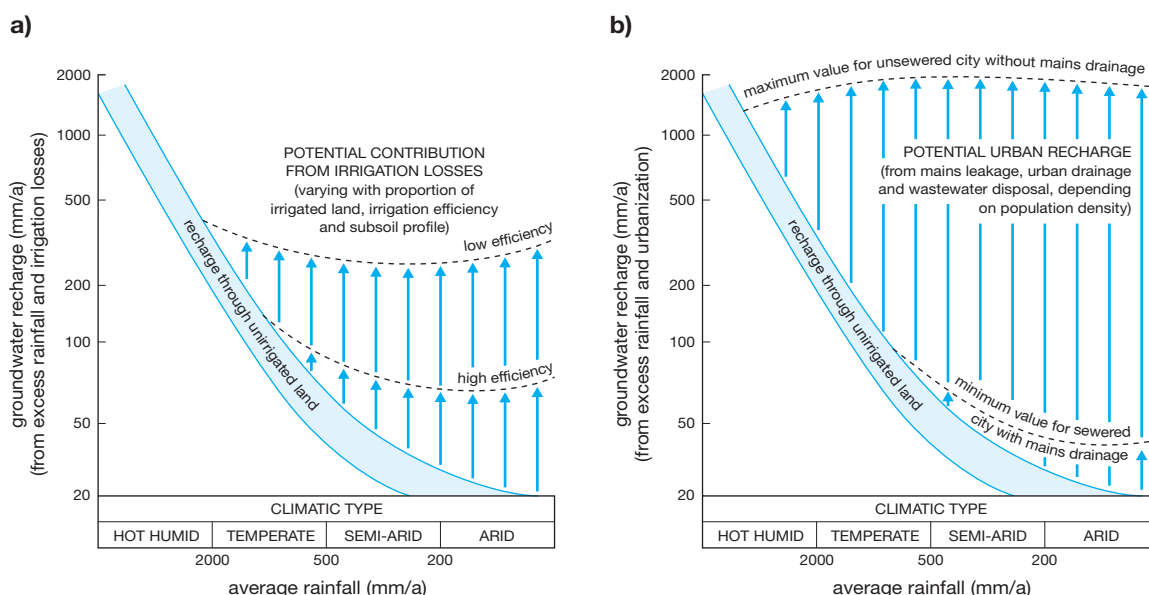 a)
2000
1000
500
200
100
50
20
groundwater recharge (mm/a)
(from excess rainfall and irrigation losses)
POTENTIAL CONTRIBUTION
FROM IRRIGATION LOSSES
(varying with proportion of
irrigated land, irrigation efficiency
and subsoil profile)
low efficiency
recharge through unirrigated land
high efficiency
CLIMATIC TYPE
HOT HUMID
TEMPERATE
SEMI-ARID
ARID
2000
500
200
average rainfall (mm/a)
b)
2000
1000
500
200
100
50
20
groundwater recharge (mm/a)
(from excess rainfall and urbanization)
maximum value for unsewered city without mains drainage
POTENTIAL URBAN RECHARGE
(from mains leakage, urban drainage
and wastewater disposal, depending
on population density)
recharge through unirrigated land
minimum value for sewered
city with mains drainage
CLIMATIC TYPE
HOT HUMID
TEMPERATE
SEMI-ARID
ARID
2000
500
200
average rainfall (mm/a)